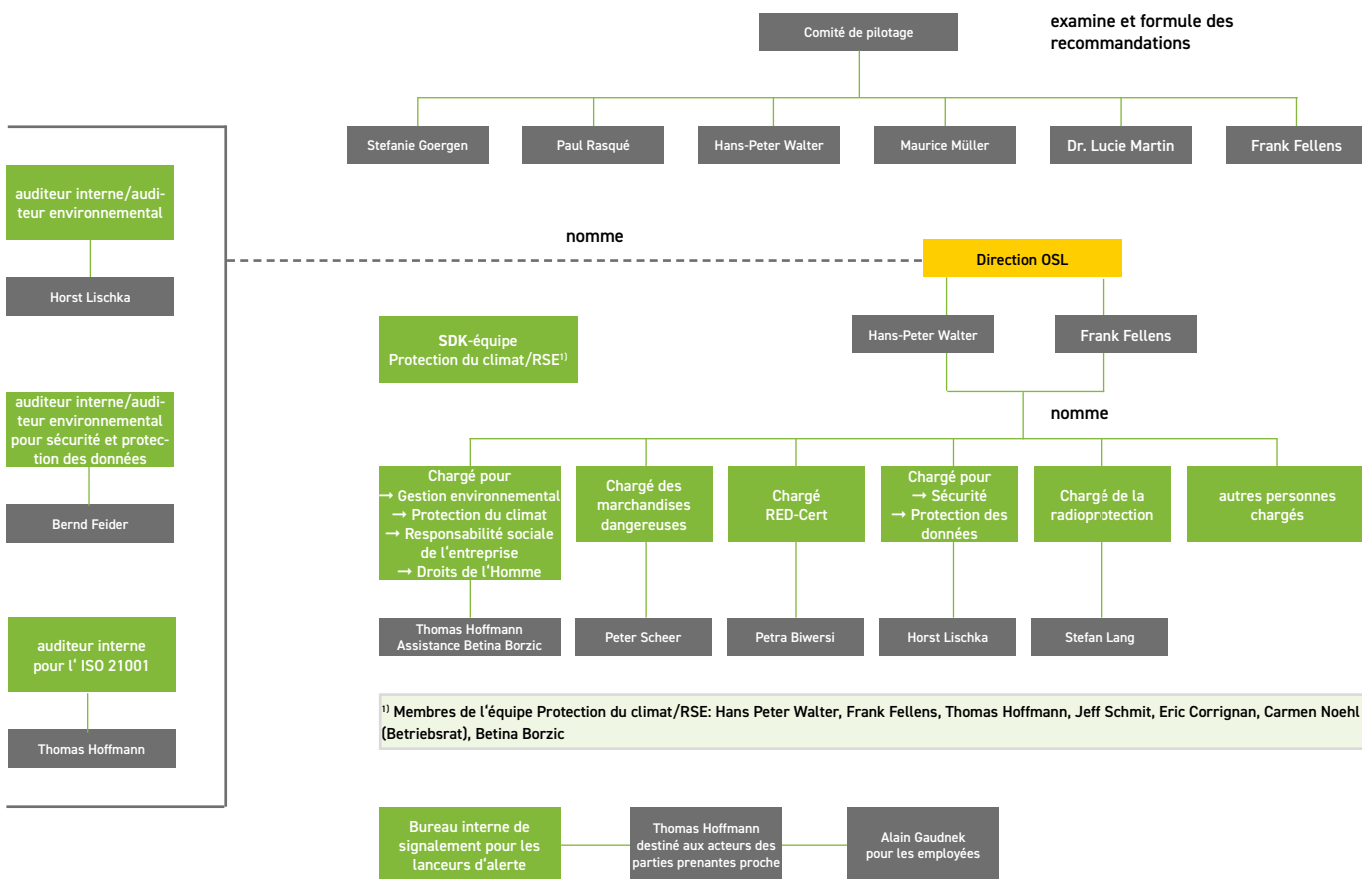 Comité de pilotage
examine et formule des
recommandations
Stefanie Goergen
Paul Rasqué
Hans-Peter Walter
Maurice Müller
Dr. Lucie Martin
Frank Fellens
auditeur interne/audi-
teur environnemental
Horst Lischka
auditeur interne/audi-
teur environnemental
pour sécurité et protec-
tion des données
Bernd Feider
auditeur interne
pour l' ISO 21001
Thomas Hoffmann
nomme
Direction OSL
Hans-Peter Walter
Frank Fellens
SDK-équipe
Protection du climat/RSE¹⁾
nomme
Chargé pour
→ Gestion environnemental
→ Protection du climat
→ Responsabilité sociale
de l'entreprise
→ Droits de l'Homme
Chargé des
marchandises
dangereuses
Chargé
RED-Cert
Chargé pour
→ Sécurité
→ Protection des
données
Chargé de la
radioprotection
autres personnes
chargés
Thomas Hoffmann
Assistance Betina Borzic
Peter Scheer
Petra Biwersi
Horst Lischka
Stefan Lang
¹⁾ Membres de l'équipe Protection du climat/RSE: Hans Peter Walter, Frank Fellens, Thomas Hoffmann, Jeff Schmit, Eric Corrignan, Carmen Noehl
(Betriebsrat), Betina Borzic
Bureau interne de
signalement pour les
lanceurs d'alerte
Thomas Hoffmann
destiné aux acteurs des
parties prenantes proche
Alain Gaudnek
pour les employées